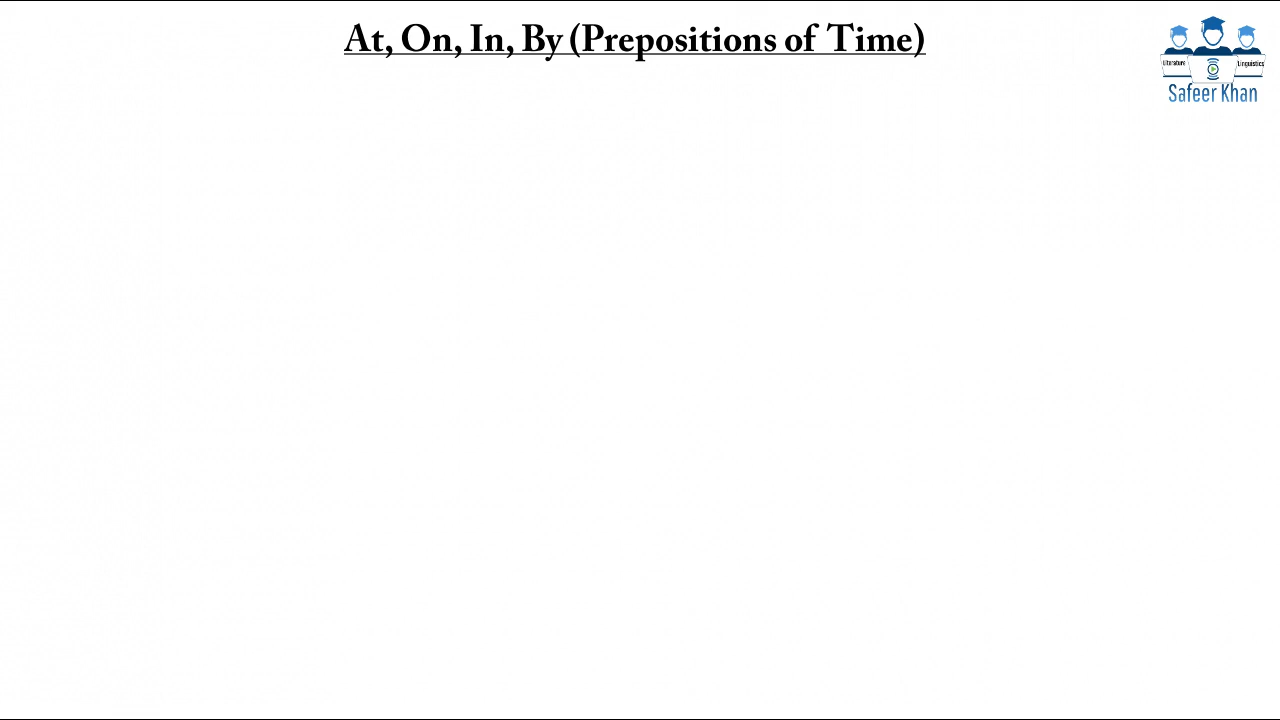 At, On, In, By (Prepositions of Time)
Literature
Linguistics
Safeer Khan